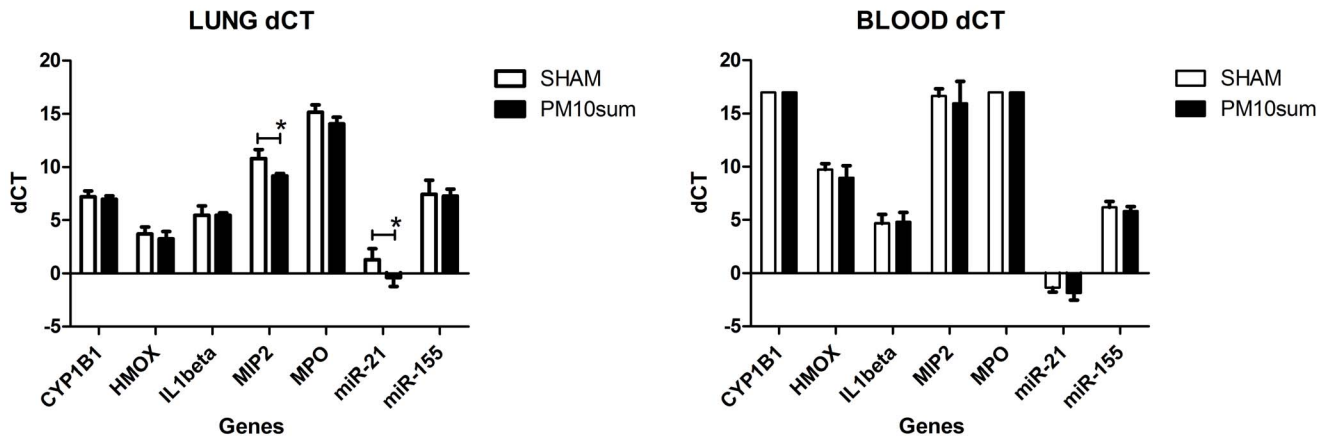 LUNG dCT
20
15
10
5
0
-5
dCT
*
*
SHAM
PM10sum
CYP1B1
HMOX
IL1beta
MIP2
MPO
miR-21
miR-155
Genes
BLOOD dCT
20
15
10
5
0
-5
dCT
SHAM
PM10sum
CYP1B1
HMOX
IL1beta
MIP2
MPO
miR-21
miR-155
Genes